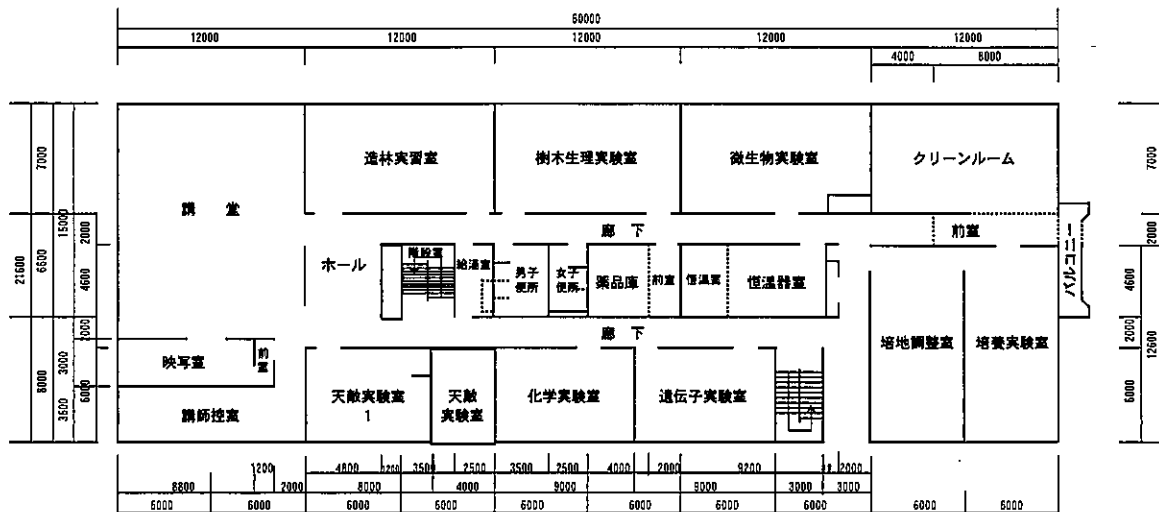 60000
12000 12000 12000 12000 12000
4000 8000
造林実習室 樹木生理実験室 微生物実験室 クリーンルーム
講堂
廊下
前室
バルコニー
ホール
階段室
給湯室
男子便所
女子便所
薬品庫
前室
恒温室
恒温器室
廊下
映写室
前室
講師控室
天敵実験室
1
天敵
実験室
化学実験室
遺伝子実験室
培地調整室
培養実験室
21600
7000
6600
8000
15000
3000
3600
2000
4600
2000
6000
7000
2000
4600
2000
6000
12600
1200 4800 1200 3500 2500 3500 2500 4000 2000 9200 2000
8800 2000 8000 4000 9000 9000 3000 3000
6000 6000 6000 6000 6000 6000 6000 6000 6000 6000